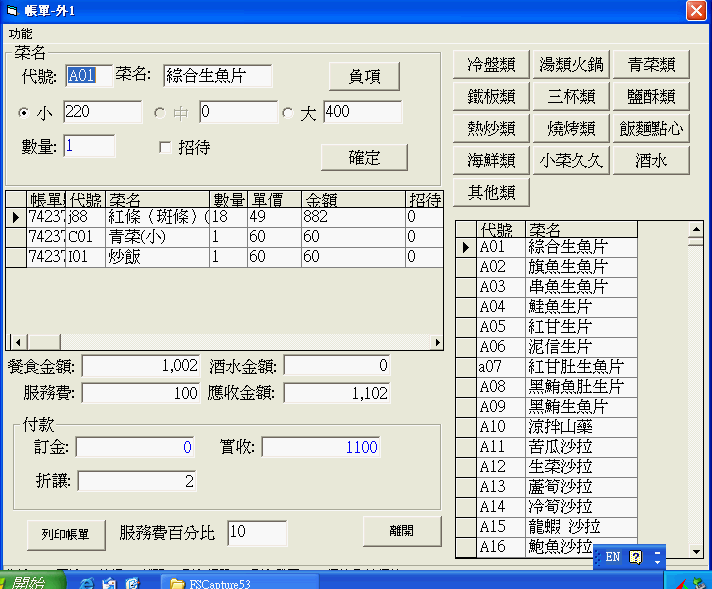 帳單-外1
功能
菜名
代號: A01 菜名: 綜合生魚片 負項
小 220 中 0 大 400
數量: 1 招待 確定
冷盤類 湯類火鍋 青菜類
鐵板類 三杯類 鹽酥類
熱炒類 燒烤類 飯麵點心
海鮮類 小菜久久 酒水
其他類
帳單 代號 菜名 數量 單價 金額 招待
74237 j88 紅條（斑條）( 18 49 882 0
74237 C01 青菜(小) 1 60 60 0
74237 I01 炒飯 1 60 60 0
餐食金額: 1,002 酒水金額: 0
服務費: 100 應收金額: 1,102
付款
訂金: 0 實收: 1100
折讓: 2
列印帳單 服務費百分比 10 離開
代號 菜名
A01 綜合生魚片
A02 旗魚生魚片
A03 串魚生魚片
A04 鮭魚生片
A05 紅甘生片
A06 泥信生片
a07 紅甘肚生魚片
A08 黑鮪魚肚生片
A09 黑鮪生魚片
A10 涼拌山藥
A11 苦瓜沙拉
A12 生菜沙拉
A13 蘆筍沙拉
A14 冷筍沙拉
A15 龍蝦 沙拉
A16 鮑魚沙拉
EN
開始 FSCapture53